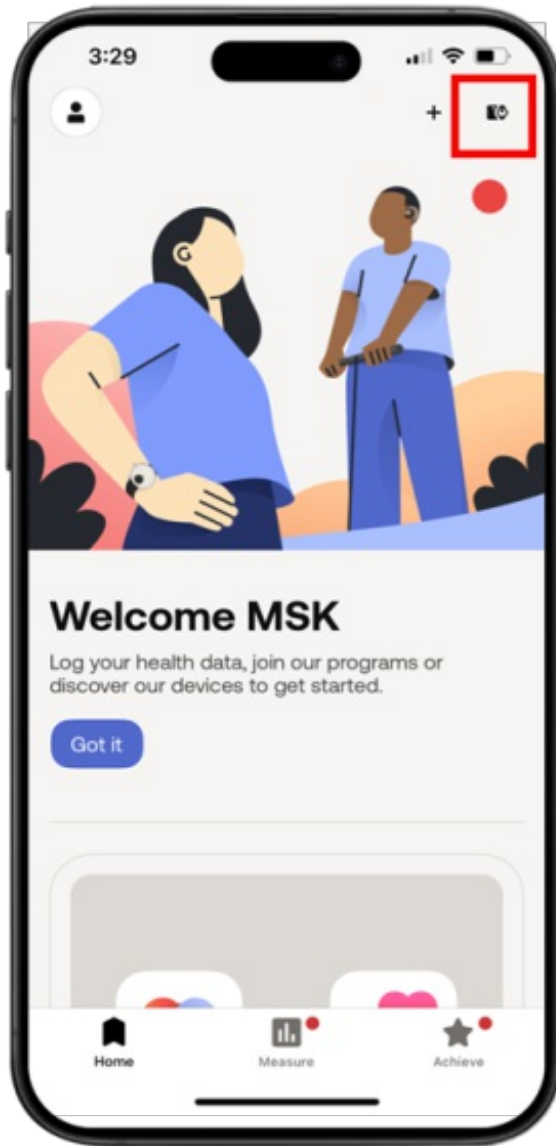 3:29
Welcome MSK
Log your health data, join our programs or
discover our devices to get started.
Got it
Home
Measure
Achieve